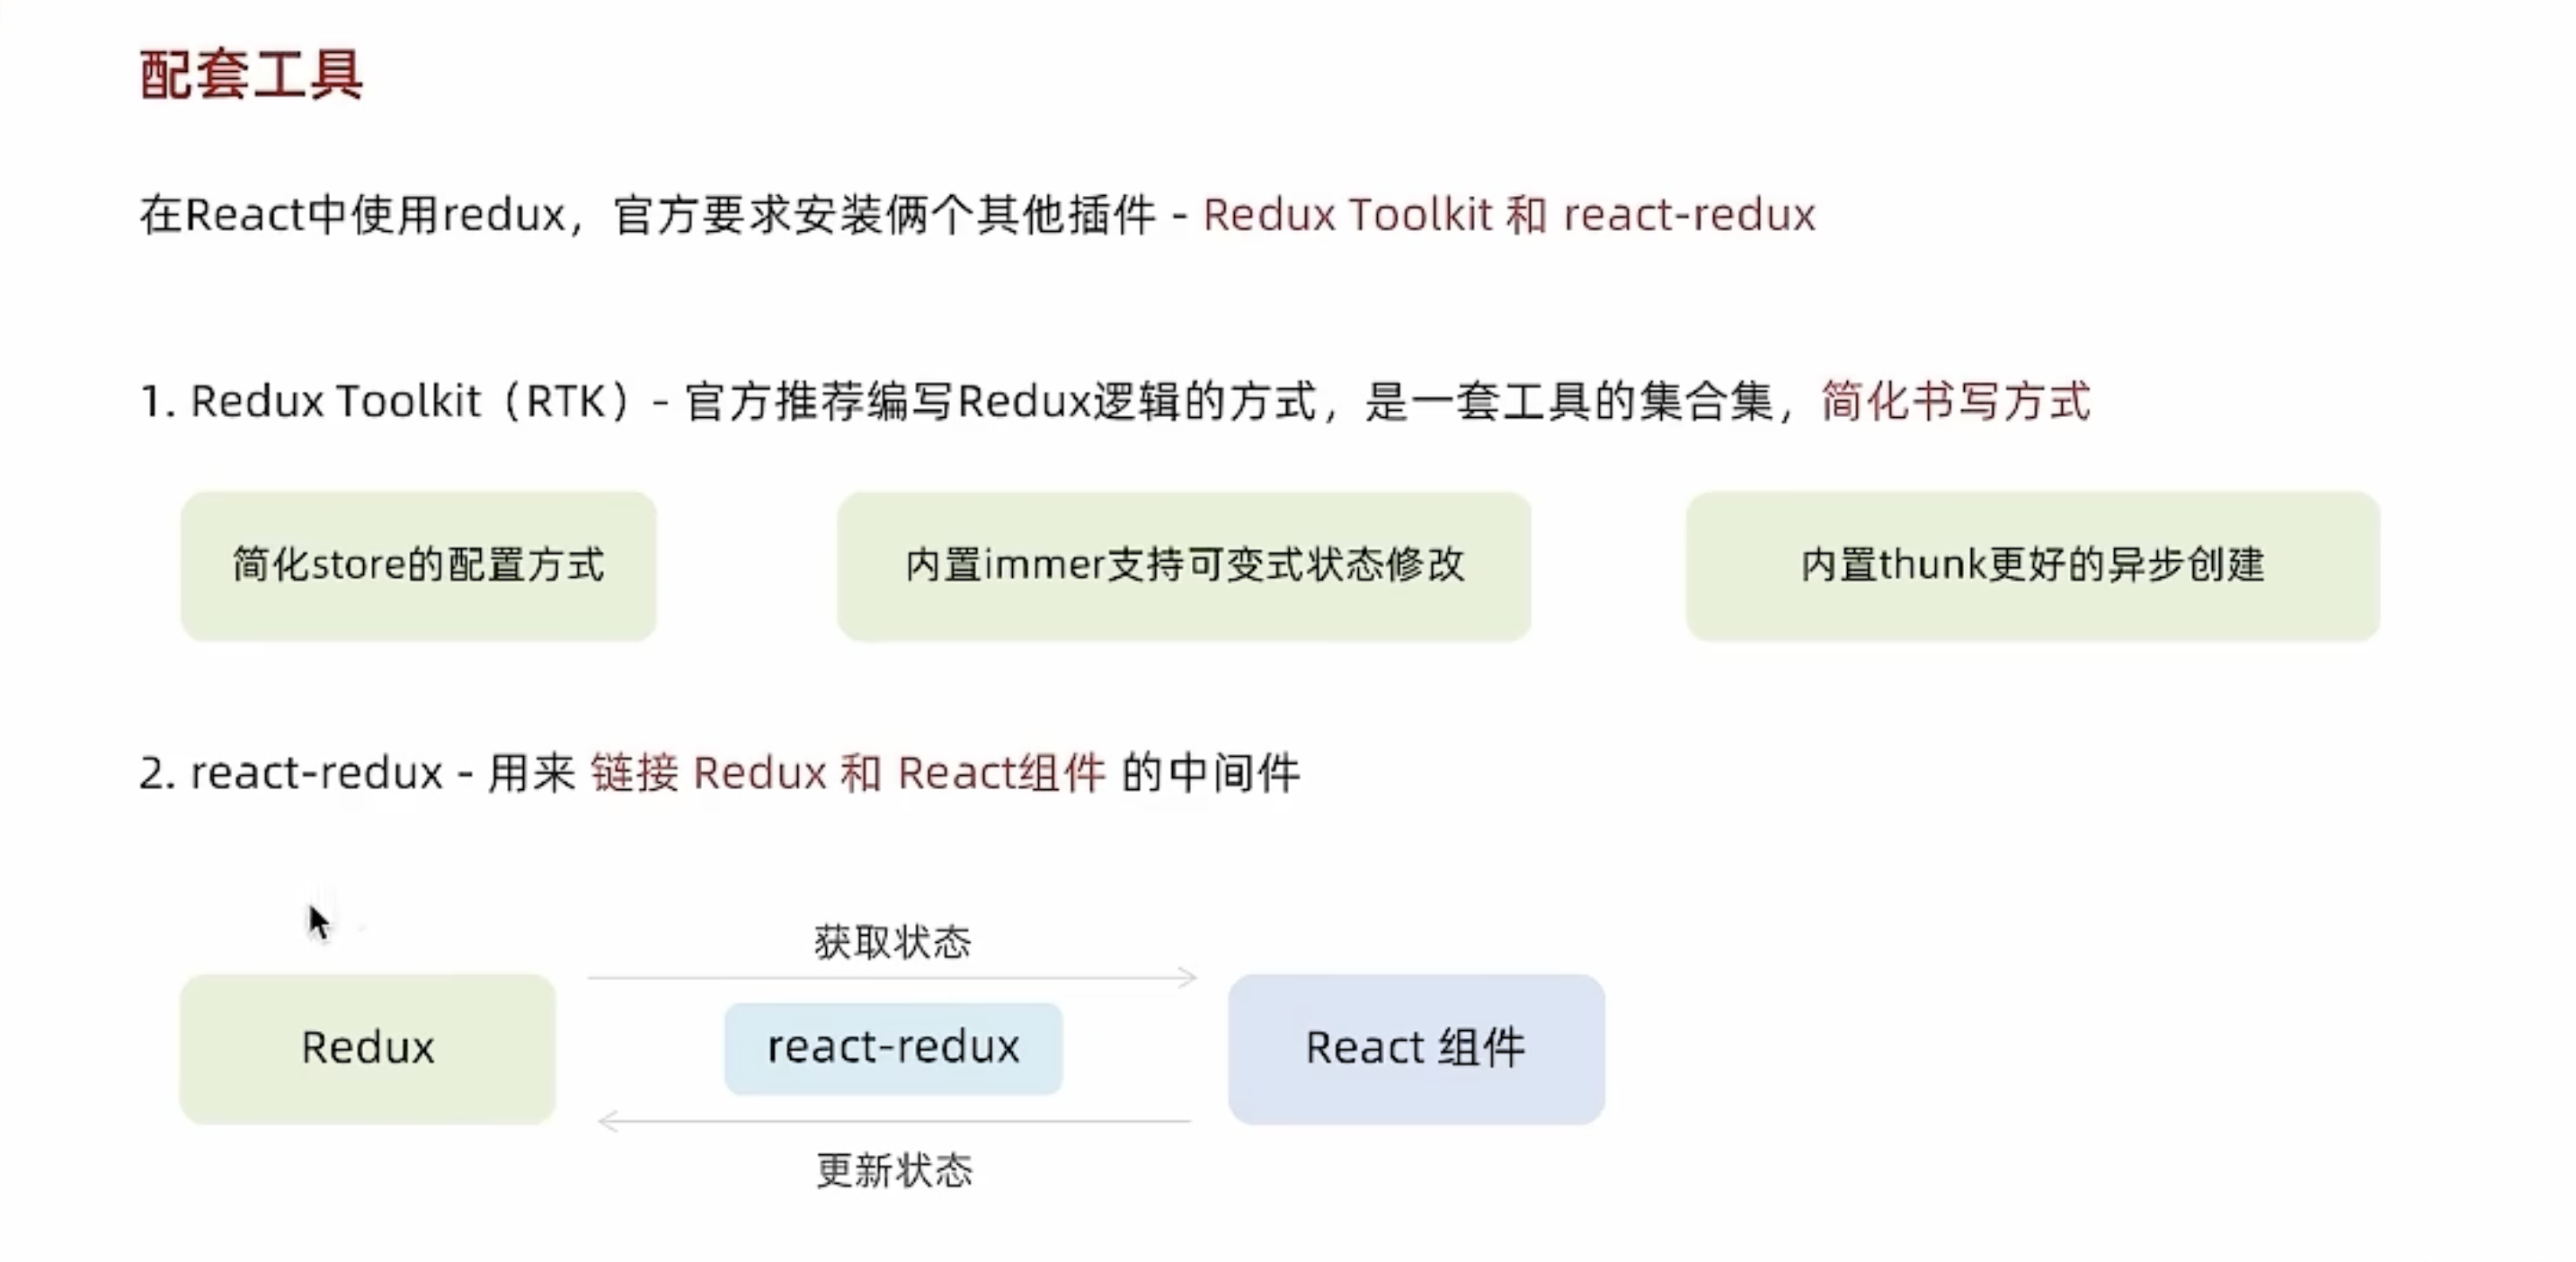 配套工具
在React中使用redux，官方要求安装俩个其他插件 - Redux Toolkit 和 react-redux
1. Redux Toolkit（RTK）- 官方推荐编写Redux逻辑的方式，是一套工具的集合集，简化书写方式
简化store的配置方式
内置immer支持可变式状态修改
内置thunk更好的异步创建
2. react-redux - 用来 链接 Redux 和 React组件 的中间件
获取状态
Redux
react-redux
React 组件
更新状态